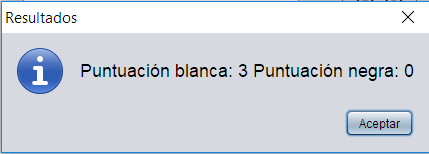 Resultados
Puntuación blanca: 3 Puntuación negra: 0
Aceptar